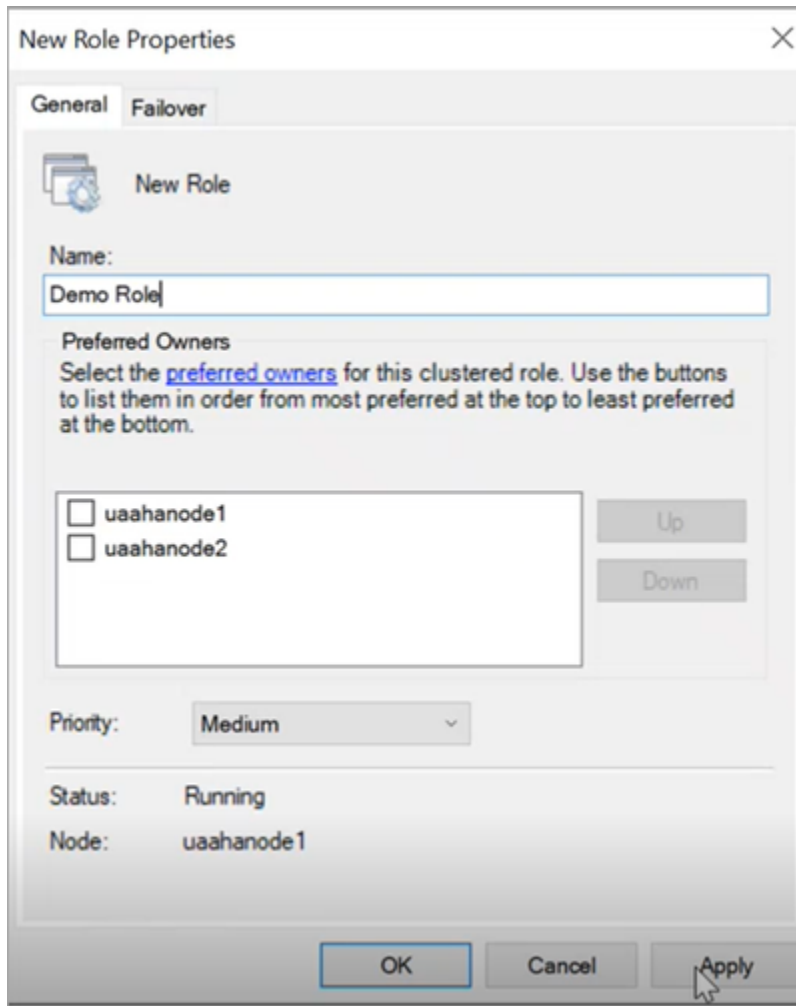 New Role Properties
General
Failover
New Role
Name:
Demo Role
Preferred Owners
Select the preferred owners for this clustered role. Use the buttons
to list them in order from most preferred at the top to least preferred
at the bottom.
uaahanode1
uaahanode2
Up
Down
Priority:
Medium
Status:
Running
Node:
uaahanode1
OK
Cancel
Apply